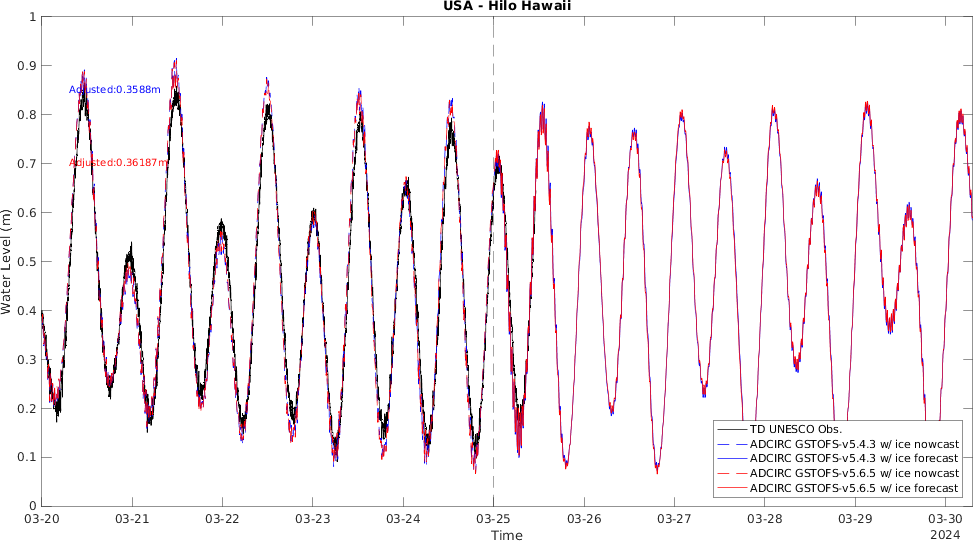 USA - Hilo Hawaii
1
0.9
0.8
0.7
0.6
0.5
0.4
0.3
0.2
0.1
0
Water Level (m)
Adjusted:0.3588m
Adjusted:0.36187m
TD UNESCO Obs.
ADCIRC GSTOFS-v5.4.3 w/ ice nowcast
ADCIRC GSTOFS-v5.4.3 w/ ice forecast
ADCIRC GSTOFS-v5.6.5 w/ ice nowcast
ADCIRC GSTOFS-v5.6.5 w/ ice forecast
03-20 03-21 03-22 03-23 03-24 03-25 03-26 03-27 03-28 03-29 03-30
Time
2024